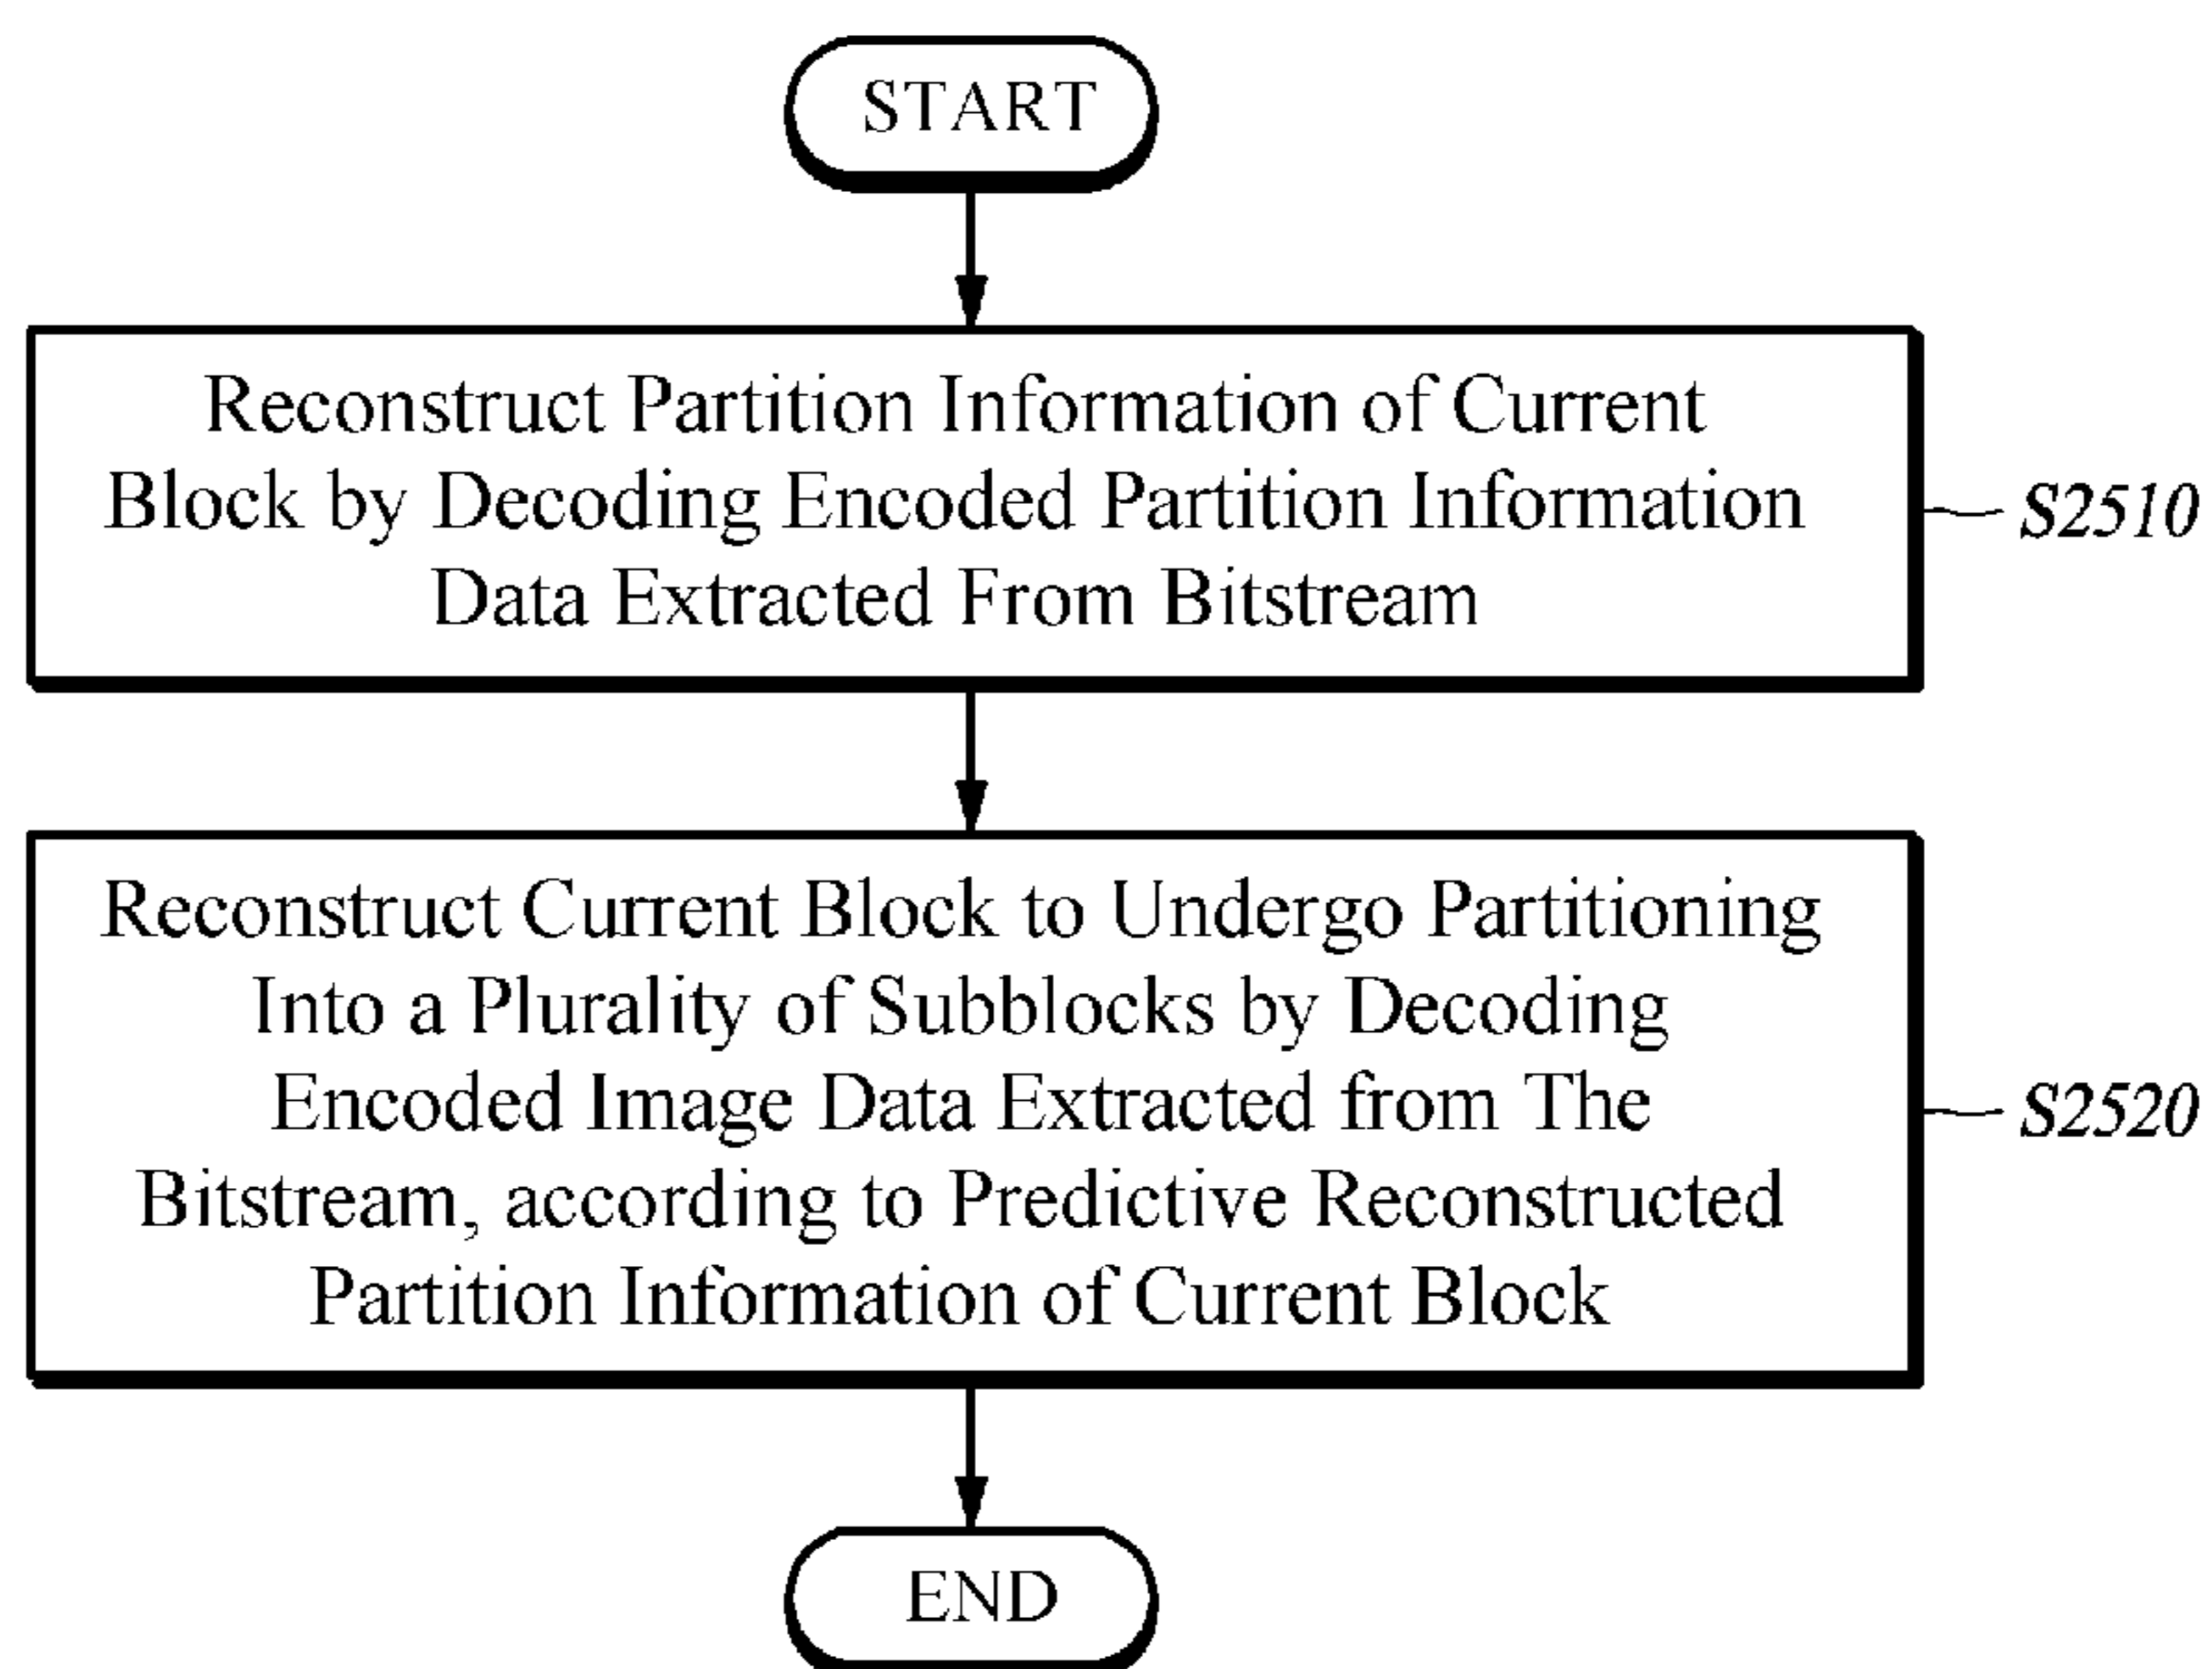 START
Reconstruct Partition Information of Current
Block by Decoding Encoded Partition Information
Data Extracted From Bitstream
S2510
Reconstruct Current Block to Undergo Partitioning
Into a Plurality of Subblocks by Decoding
Encoded Image Data Extracted from The
Bitstream, according to Predictive Reconstructed
Partition Information of Current Block
S2520
END